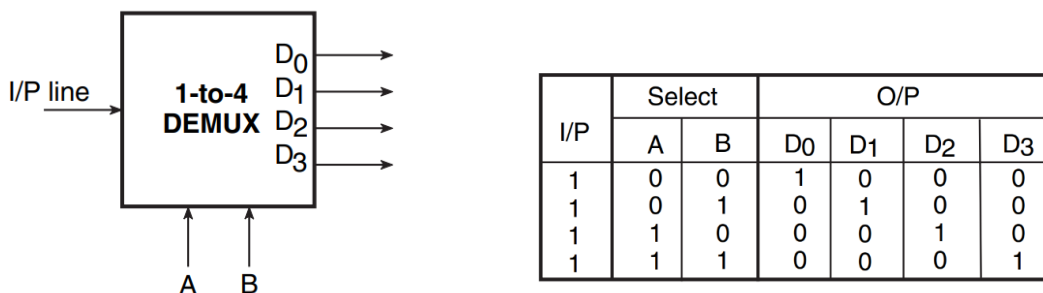 I/P line
1-to-4
DEMUX
D0
D1
D2
D3
A B
I/P Select O/P
A B D0 D1 D2 D3
1 0 0 1 0 0 0
1 0 1 0 1 0 0
1 1 0 0 0 1 0
1 1 1 0 0 0 1